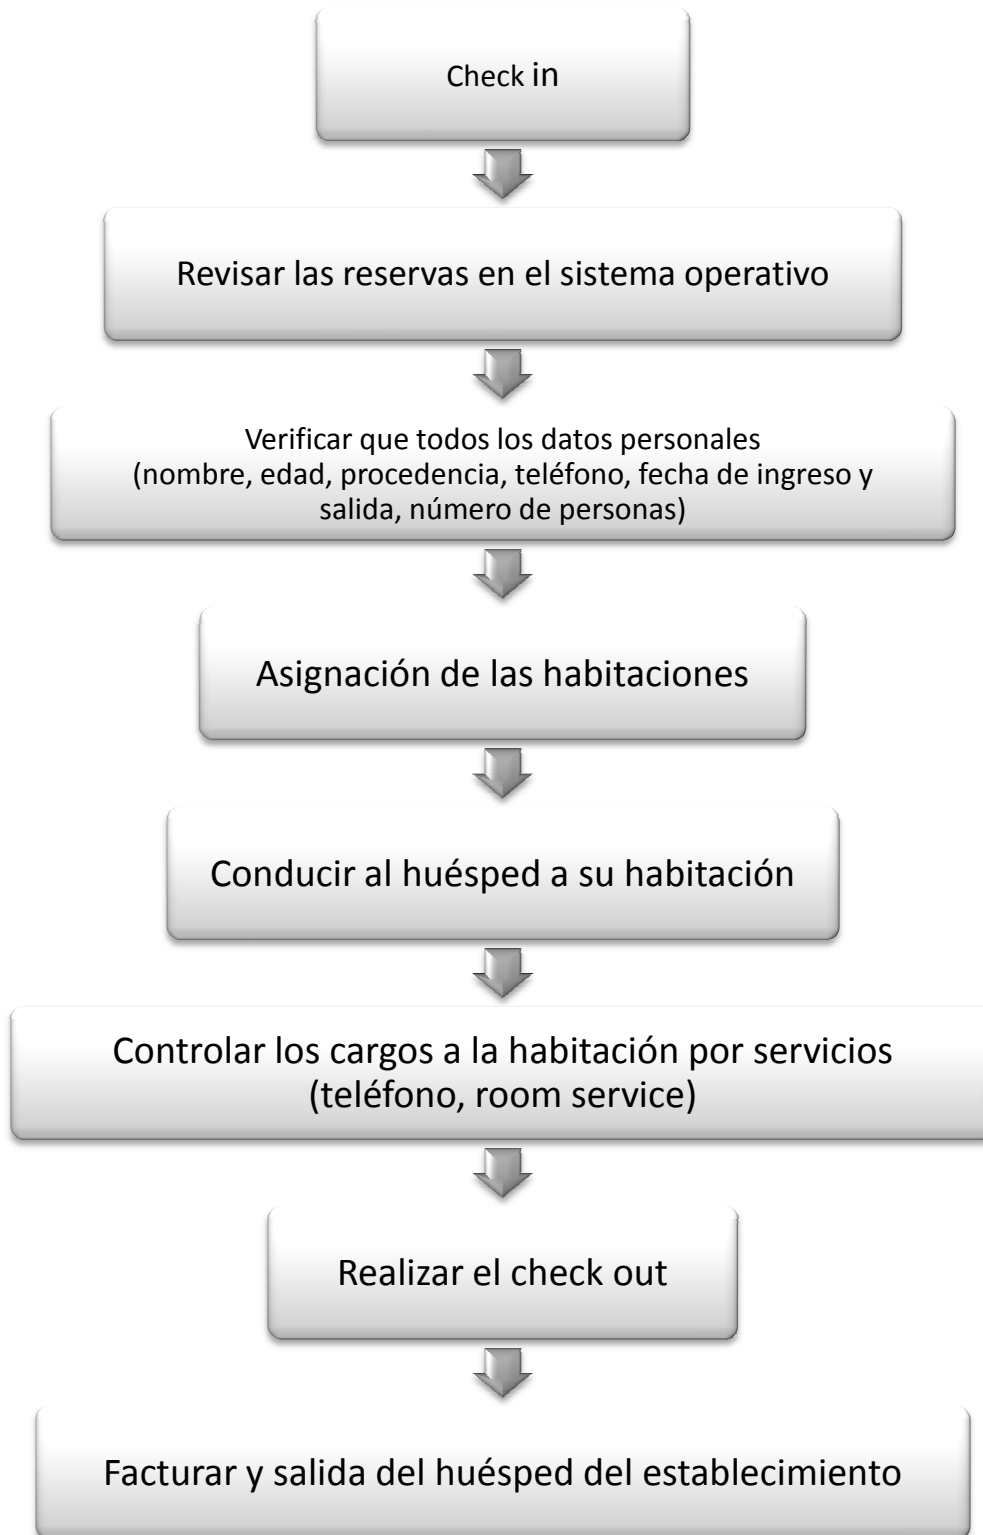 Check in
Revisar las reservas en el sistema operativo
Verificar que todos los datos personales
(nombre, edad, procedencia, teléfono, fecha de ingreso y
salida, número de personas)
Asignación de las habitaciones
Conducir al huésped a su habitación
Controlar los cargos a la habitación por servicios
(teléfono, room service)
Realizar el check out
Facturar y salida del huésped del establecimiento